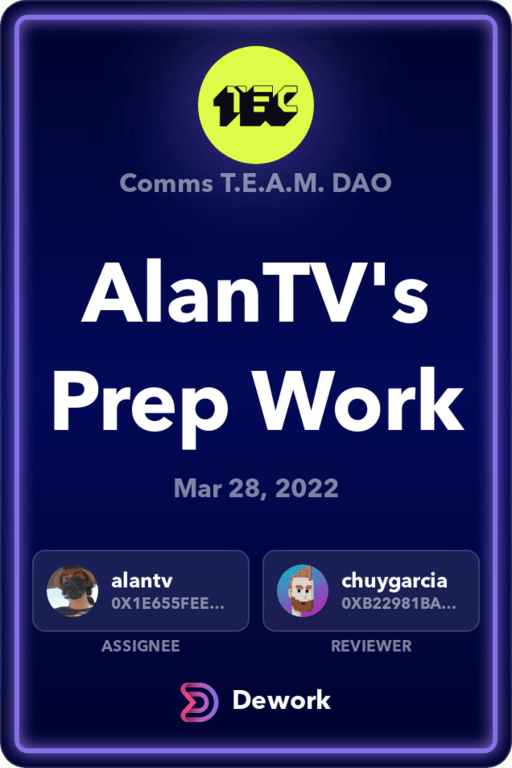 TEC
Comms T.E.A.M. DAO
AlanTV's
Prep Work
Mar 28, 2022
alantv
0X1E655FEE...
ASSIGNEE
chuygarcia
0XB22981BA...
REVIEWER
Dework